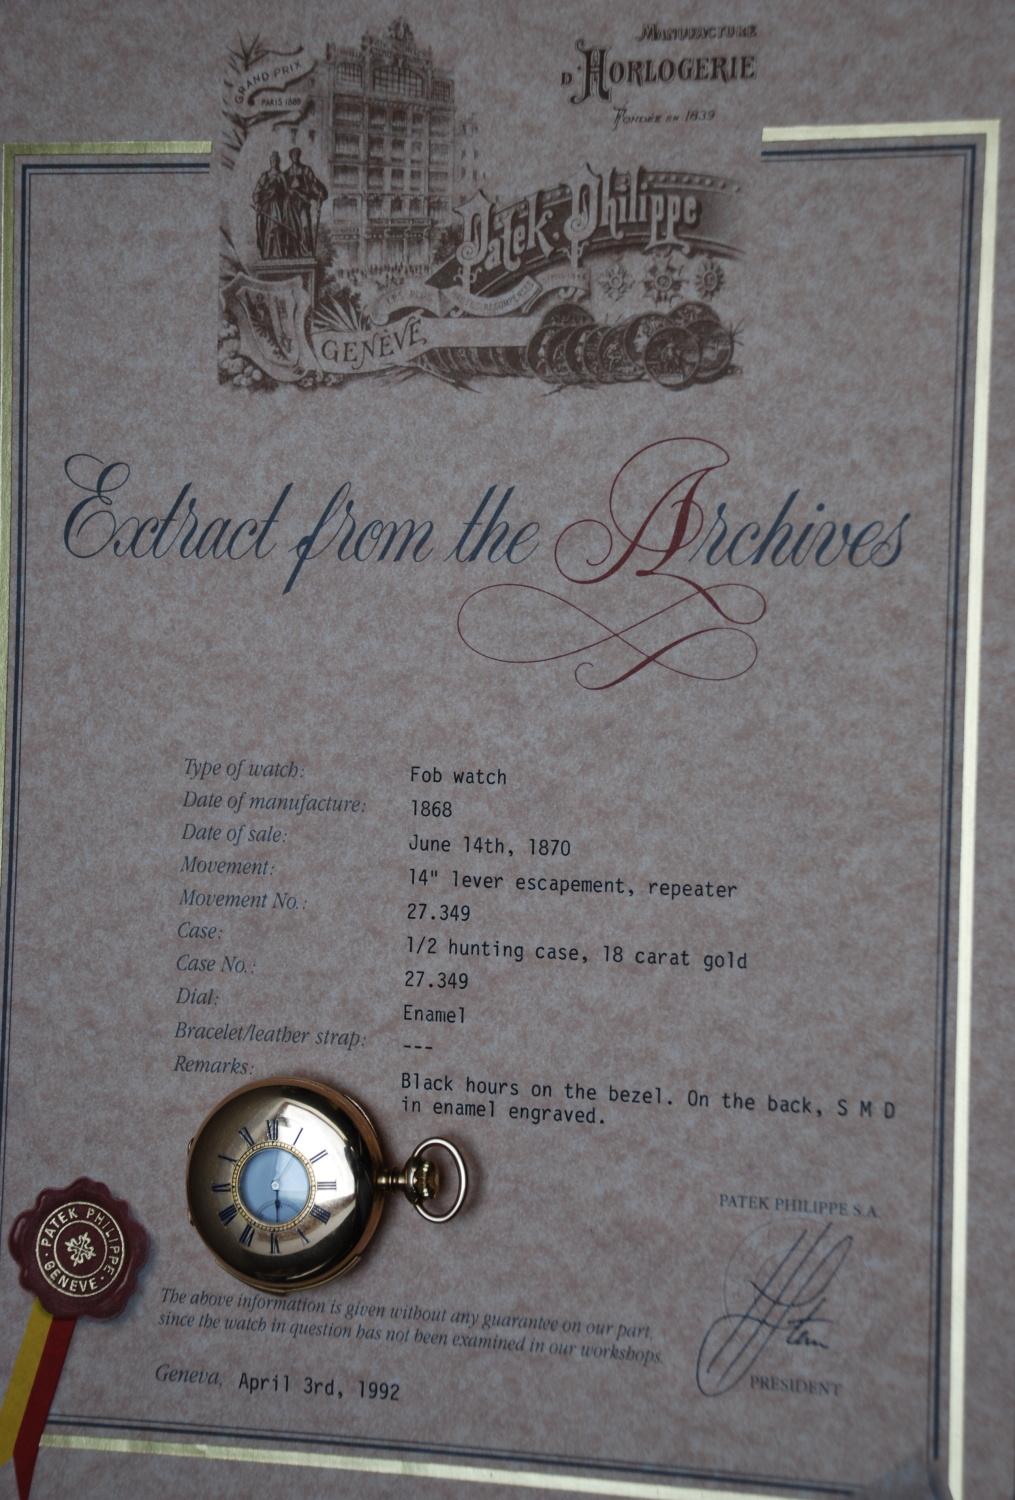 MANUFACTURE
D'HORLOGERIE
FONDÉE EN 1839
GRAND PRIX
PARIS 1889
Patek. Philippe
GENÈVE
Extract from the Archives
Type of watch: Fob watch
Date of manufacture: 1868
Date of sale: June 14th, 1870
Movement: 14" lever escapement, repeater
Movement No.: 27.349
Case: 1/2 hunting case, 18 carat gold
Case No.: 27.349
Dial: Enamel
Bracelet/leather strap: ---
Remarks: Black hours on the bezel. On the back, S M D
in enamel engraved.
PATEK PHILIPPE S.A.
PATEK PHILIPPE
GENEVE
The above information is given without any guarantee on our part,
since the watch in question has not been examined in our workshops.
Geneva, April 3rd, 1992
PRESIDENT